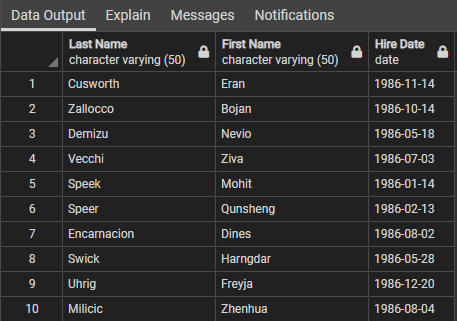 Data Output Explain Messages Notifications
Last Name First Name Hire Date
character varying (50) character varying (50) date
1 Cusworth Eran 1986-11-14
2 Zallocco Bojan 1986-10-14
3 Demizu Nevio 1986-05-18
4 Vecchi Ziva 1986-07-03
5 Speek Mohit 1986-01-14
6 Speer Qunsheng 1986-02-13
7 Encarnacion Dines 1986-08-02
8 Swick Harngdar 1986-05-28
9 Uhrig Freyja 1986-12-20
10 Milicic Zhenhua 1986-08-04